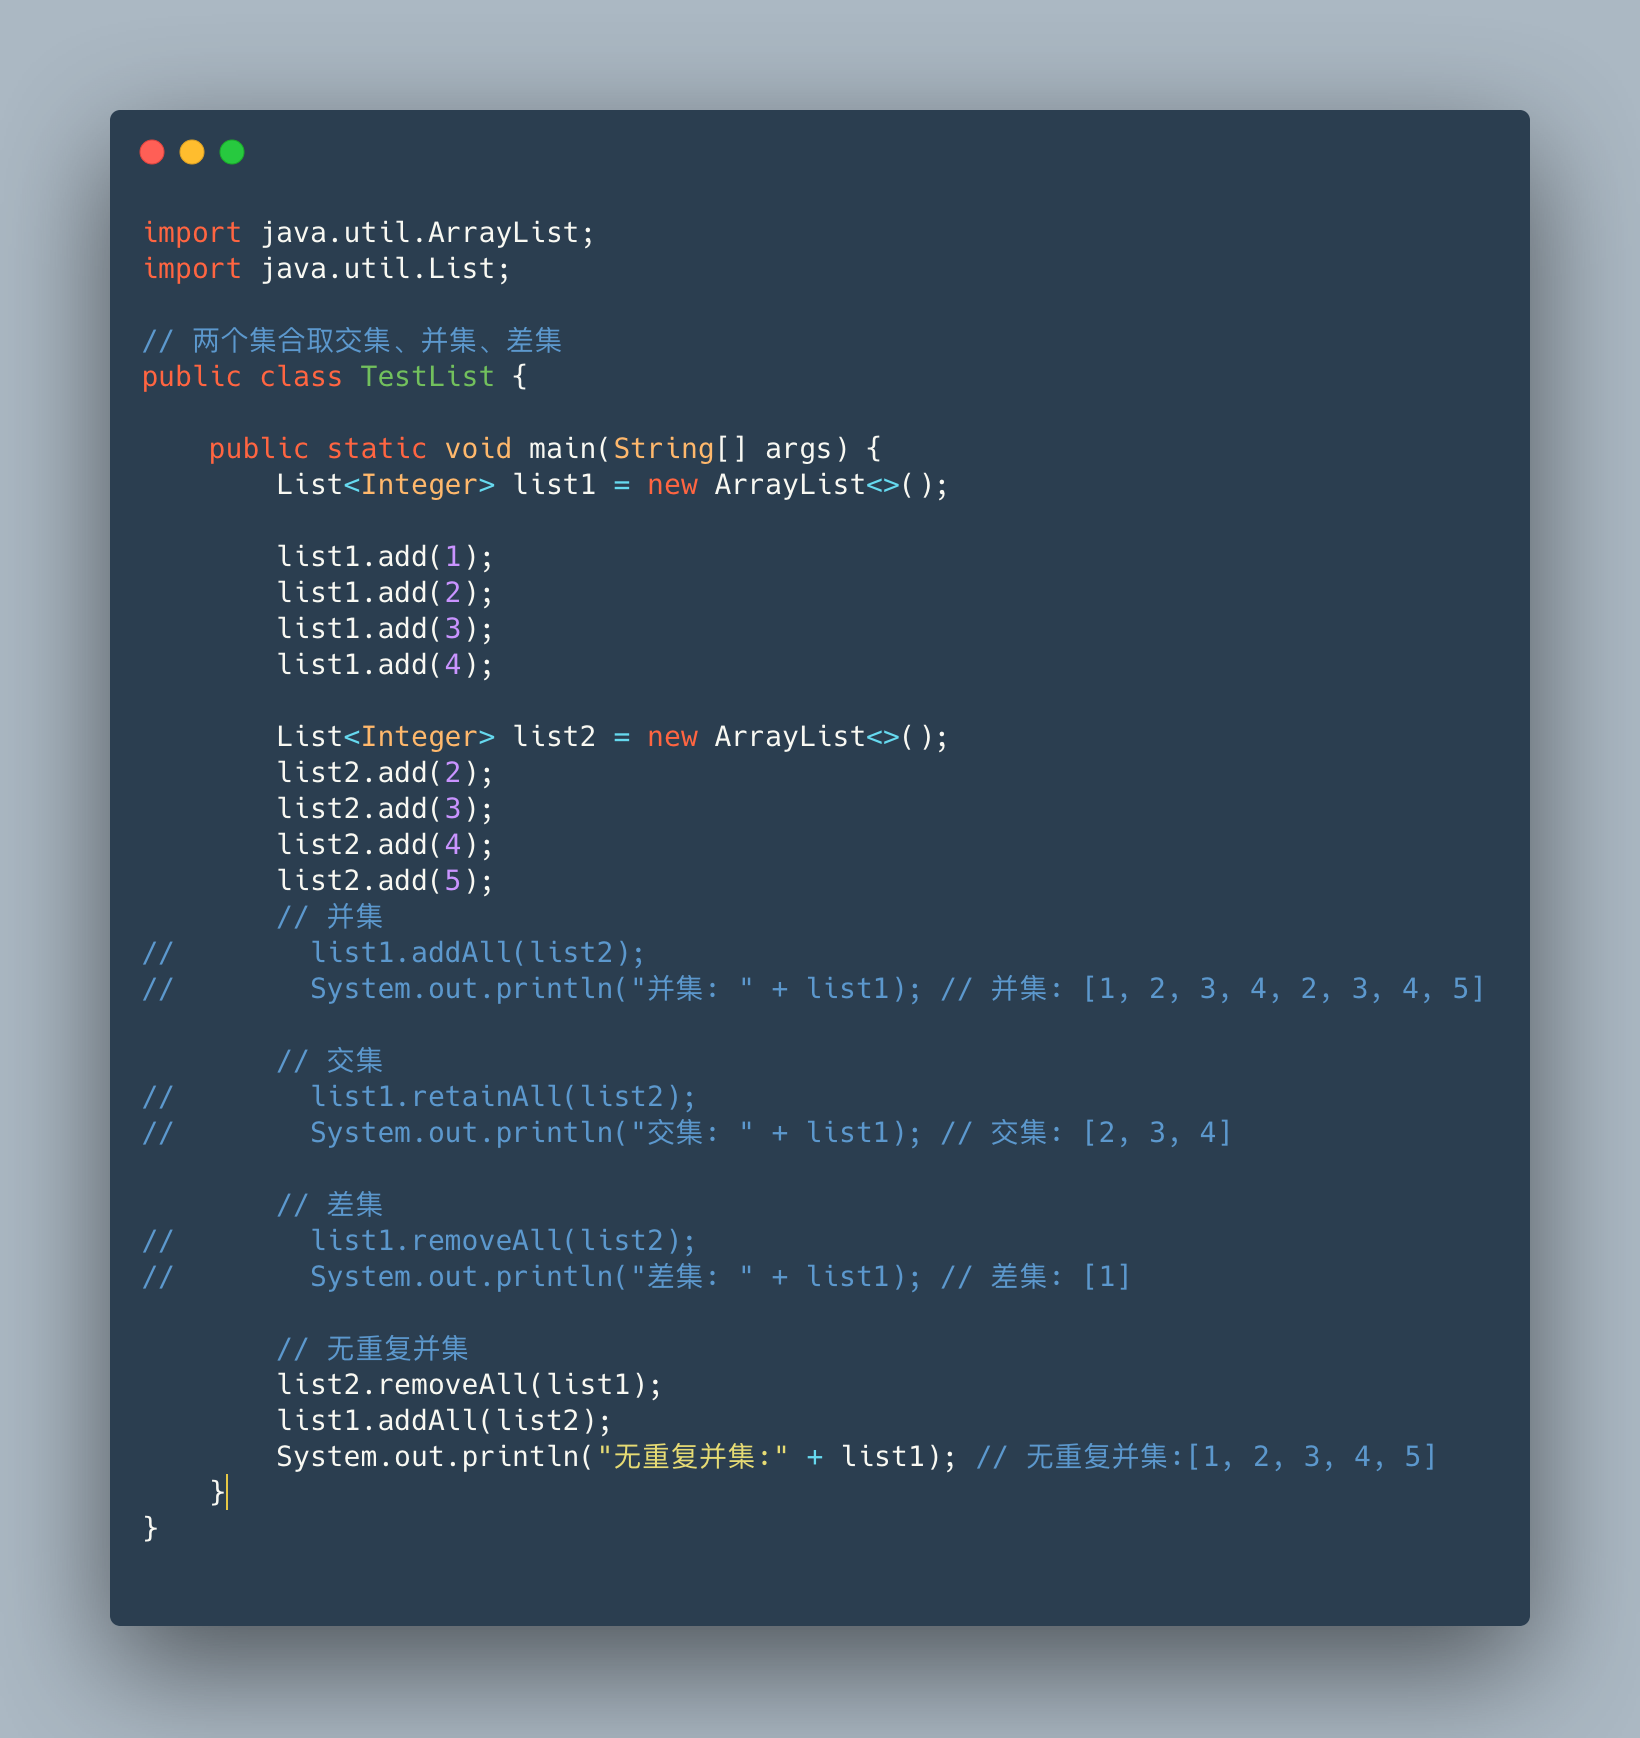 import java.util.ArrayList;
import java.util.List;
// 两个集合取交集、并集、差集
public class TestList {
public static void main(String[] args) {
List<Integer> list1 = new ArrayList<>();
list1.add(1);
list1.add(2);
list1.add(3);
list1.add(4);
List<Integer> list2 = new ArrayList<>();
list2.add(2);
list2.add(3);
list2.add(4);
list2.add(5);
// 并集
// list1.addAll(list2);
// System.out.println("并集: " + list1); // 并集: [1, 2, 3, 4, 2, 3, 4, 5]
// 交集
// list1.retainAll(list2);
// System.out.println("交集: " + list1); // 交集: [2, 3, 4]
// 差集
// list1.removeAll(list2);
// System.out.println("差集: " + list1); // 差集: [1]
// 无重复并集
list2.removeAll(list1);
list1.addAll(list2);
System.out.println("无重复并集:" + list1); // 无重复并集:[1, 2, 3, 4, 5]
}
}